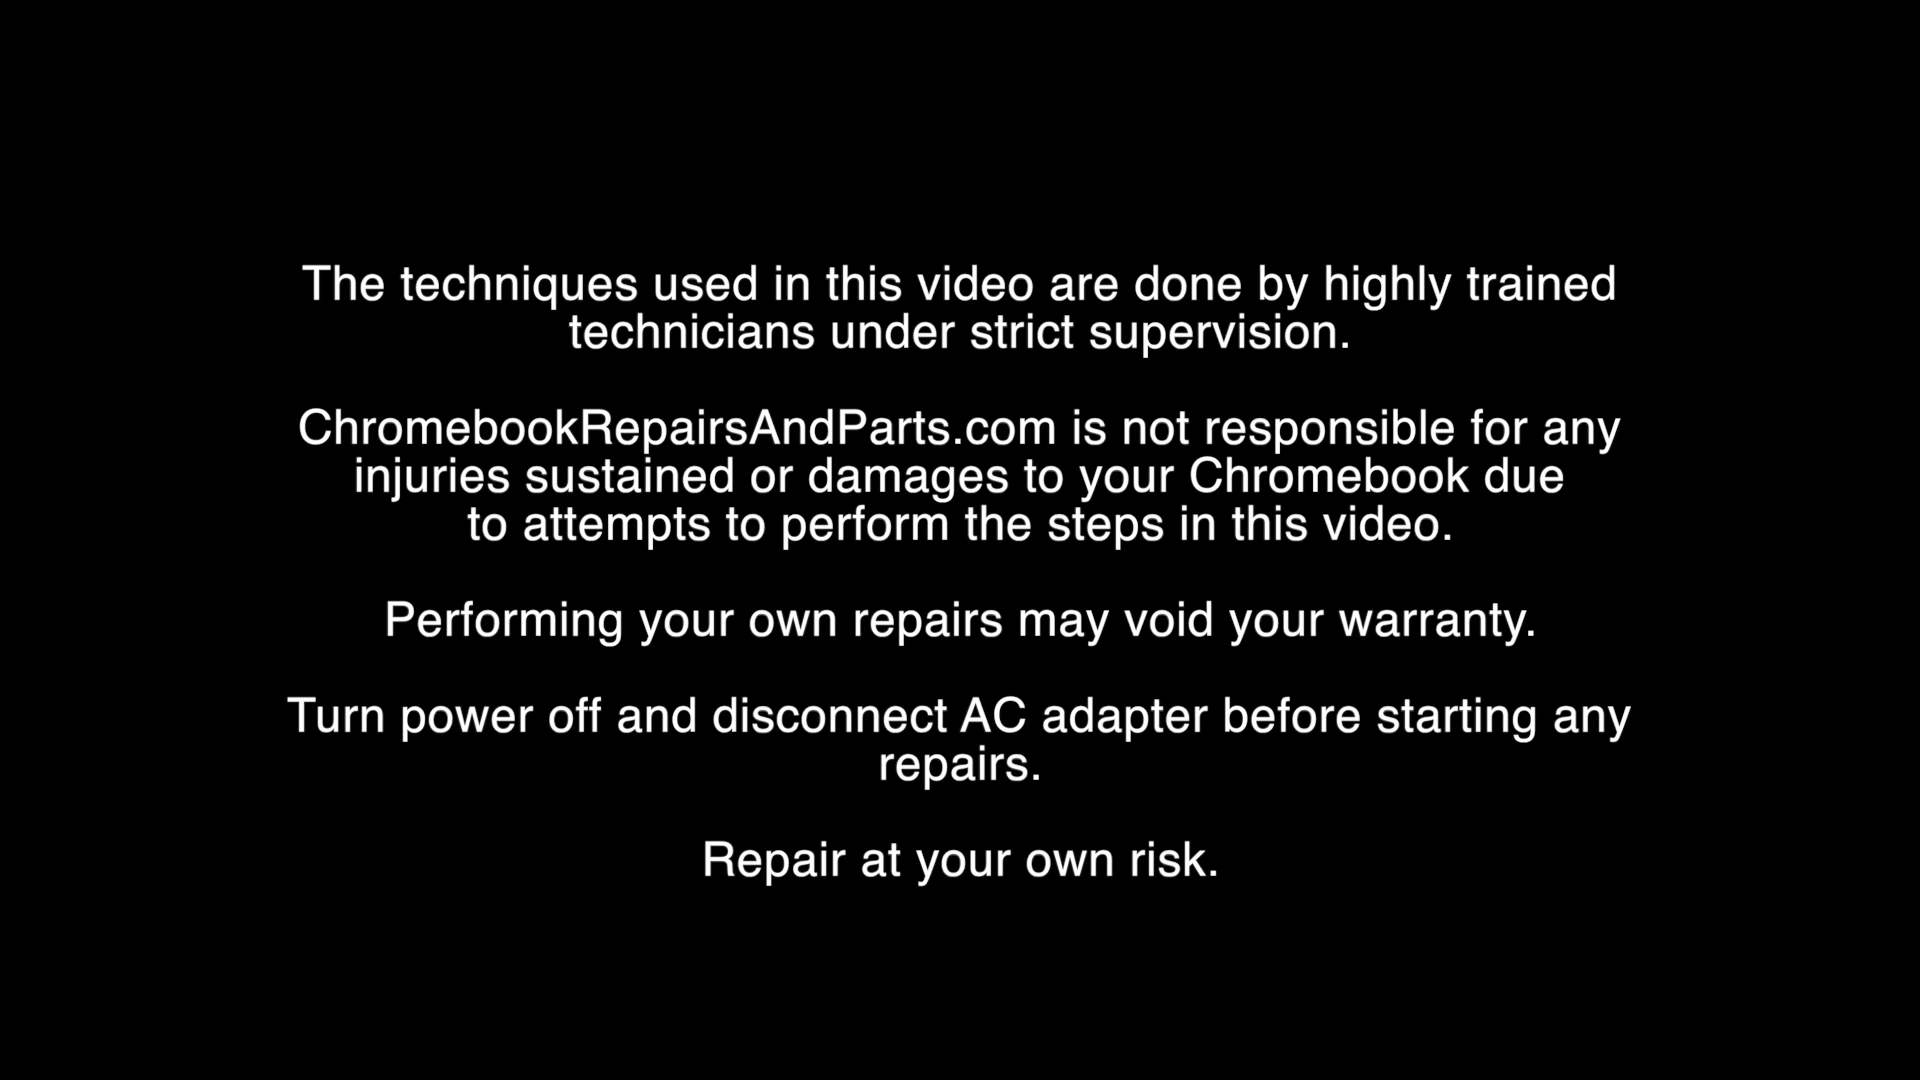 The techniques used in this video are done by highly trained
technicians under strict supervision.
ChromebookRepairsAndParts.com is not responsible for any
injuries sustained or damages to your Chromebook due
to attempts to perform the steps in this video.
Performing your own repairs may void your warranty.
Turn power off and disconnect AC adapter before starting any
repairs.
Repair at your own risk.